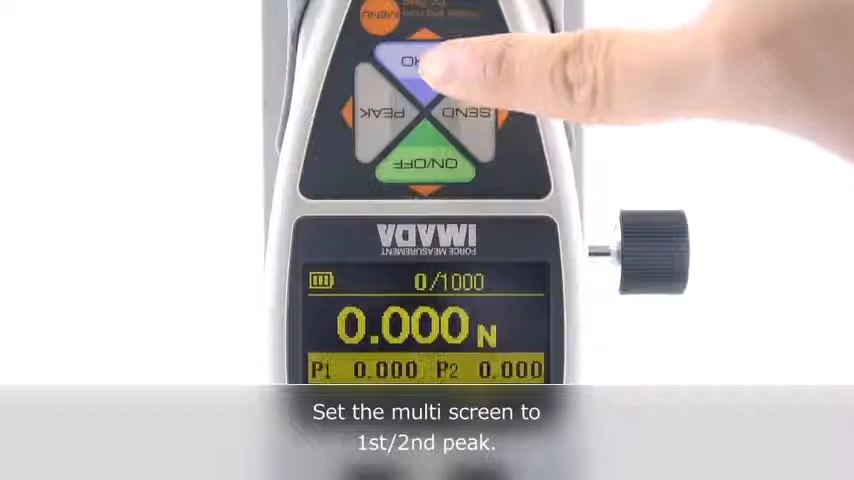 MENU
PEAK
SEND
ON/OFF
IMADA
FORCE MEASUREMENT
0/1000
0.000 N
P1 0.000 P2 0.000
Set the multi screen to
1st/2nd peak.